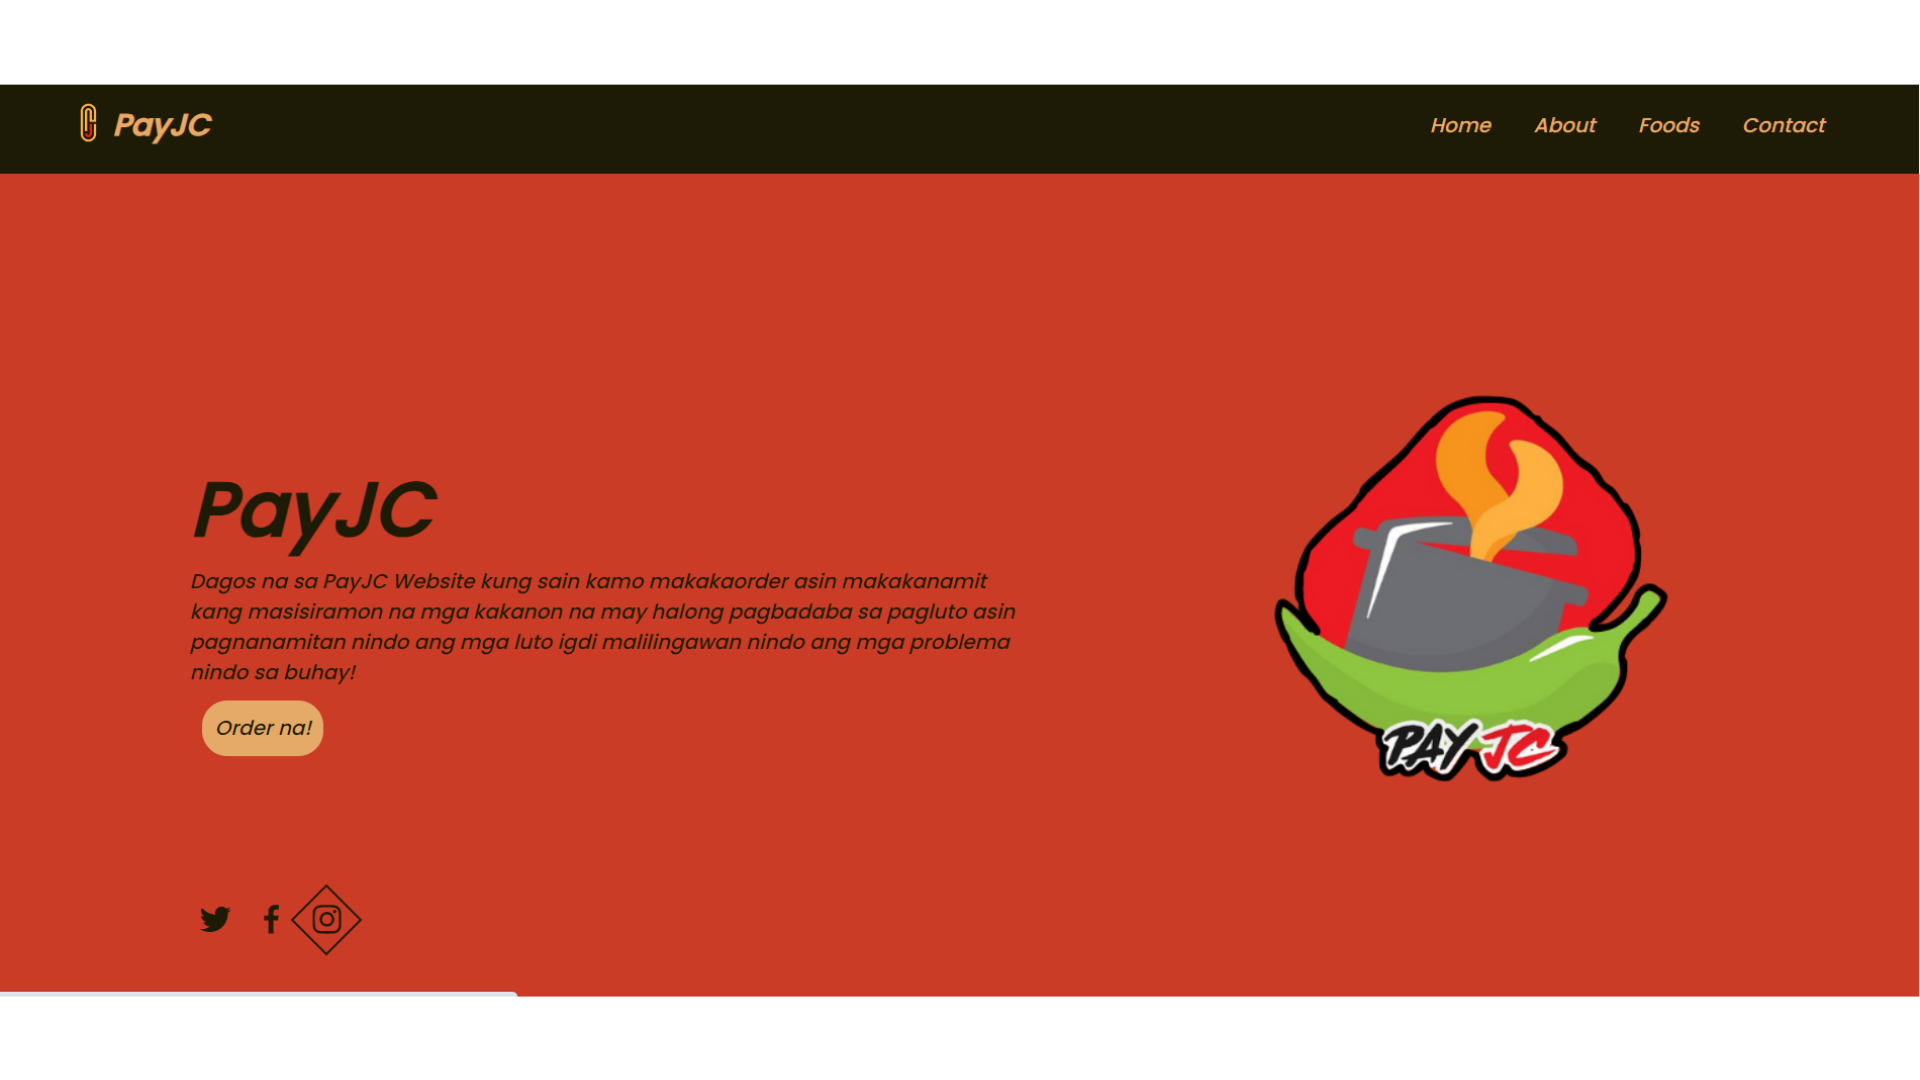 PayJC
Home
About
Foods
Contact
PayJC
Dagos na sa PayJC Website kung sain kamo makakaorder asin makakanamit
kang masisiramon na mga kakanon na may halong pagbadaba sa pagluto asin
pagnanamitan nindo ang mga luto igdi malilingawan nindo ang mga problema
nindo sa buhay!
Order na!
PAY JC